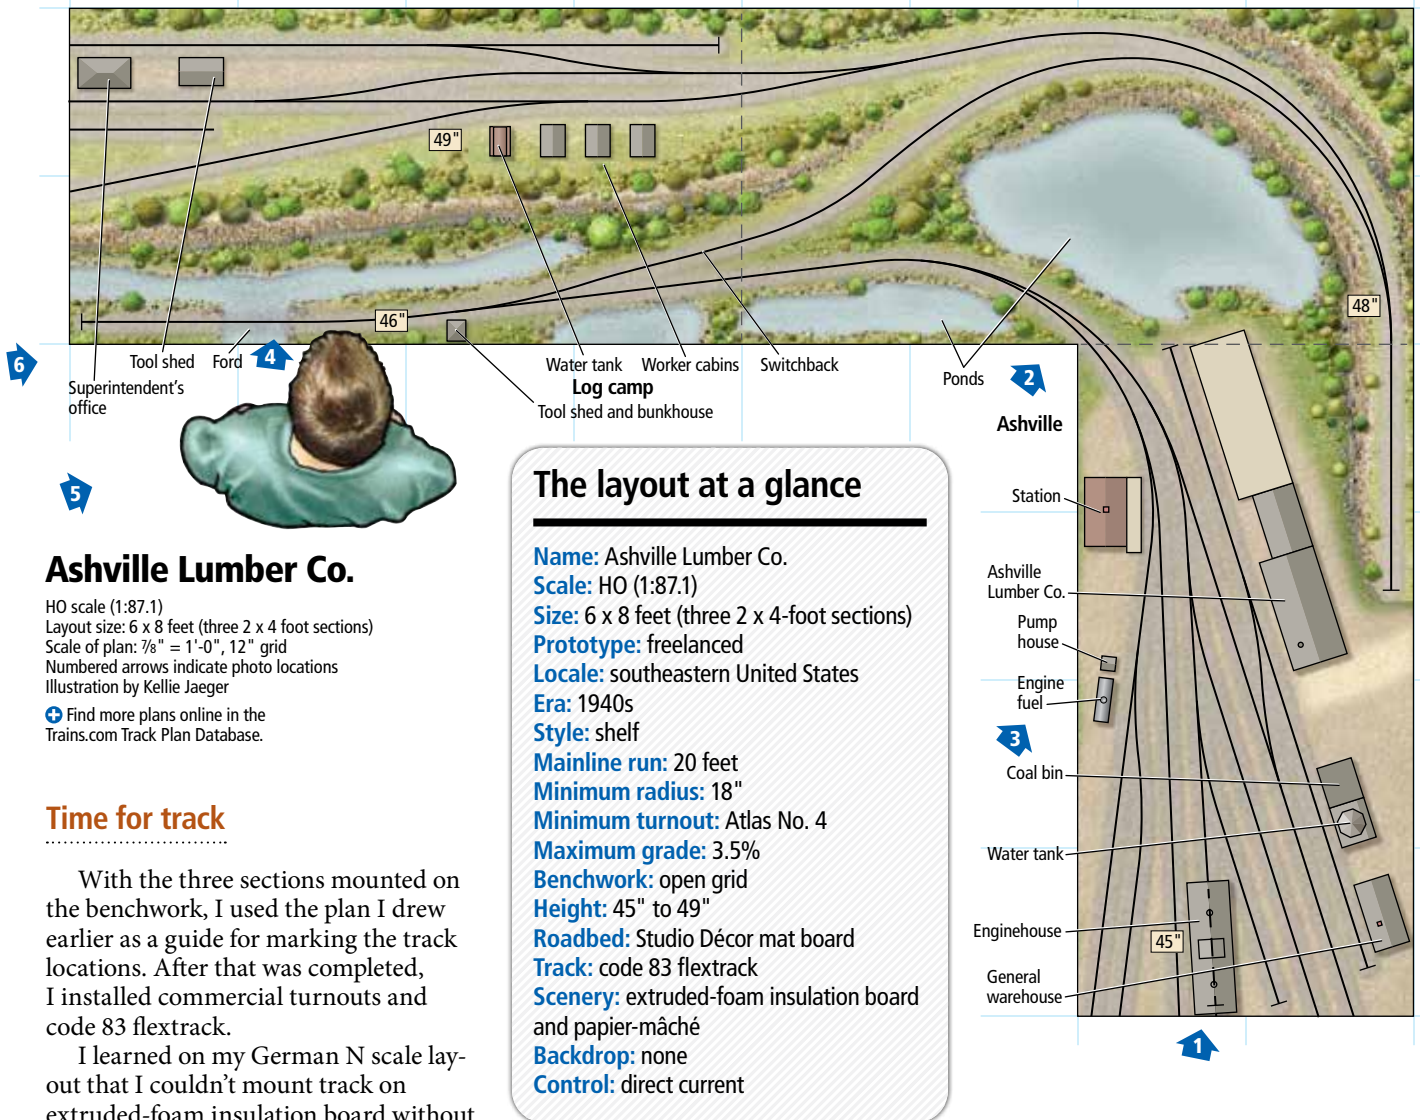 49"
48"
46"
6
4
Tool shed
Ford
Superintendent's
office
Water tank
Worker cabins
Switchback
Log camp
Tool shed and bunkhouse
Ponds
2
Ashville
5
Station
Ashville
Lumber Co.
Pump
house
Engine
fuel
3
Coal bin
Water tank
Enginehouse
45"
General
warehouse
1
Ashville Lumber Co.
HO scale (1:87.1)
Layout size: 6 x 8 feet (three 2 x 4 foot sections)
Scale of plan: 7⁄8" = 1'-0", 12" grid
Numbered arrows indicate photo locations
Illustration by Kellie Jaeger
Find more plans online in the
Trains.com Track Plan Database.
Time for track
With the three sections mounted on
the benchwork, I used the plan I drew
earlier as a guide for marking the track
locations. After that was completed,
I installed commercial turnouts and
code 83 flextrack.
I learned on my German N scale lay-
out that I couldn't mount track on
extruded-foam insulation board without
The layout at a glance
Name: Ashville Lumber Co.
Scale: HO (1:87.1)
Size: 6 x 8 feet (three 2 x 4-foot sections)
Prototype: freelanced
Locale: southeastern United States
Era: 1940s
Style: shelf
Mainline run: 20 feet
Minimum radius: 18"
Minimum turnout: Atlas No. 4
Maximum grade: 3.5%
Benchwork: open grid
Height: 45" to 49"
Roadbed: Studio Décor mat board
Track: code 83 flextrack
Scenery: extruded-foam insulation board
and papier-mâché
Backdrop: none
Control: direct current